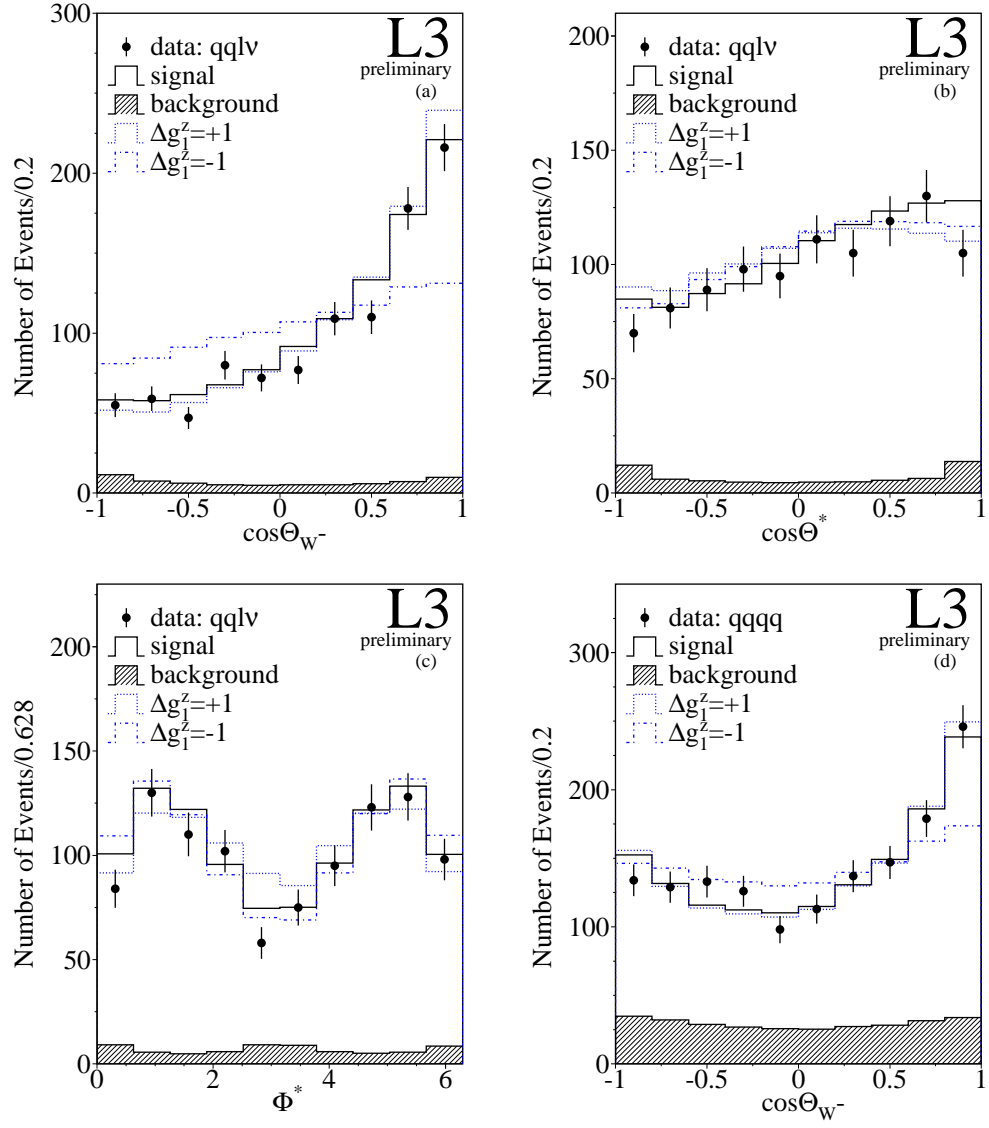 L3
preliminary
(a)
data: qqlν
signal
background
Δg₁ᶻ=+1
Δg₁ᶻ=-1
Number of Events/0.2
300
200
100
0
-1 -0.5 0 0.5 1
cosΘW-
L3
preliminary
(b)
data: qqlν
signal
background
Δg₁ᶻ=+1
Δg₁ᶻ=-1
Number of Events/0.2
200
150
100
50
0
-1 -0.5 0 0.5 1
cosΘ*
L3
preliminary
(c)
data: qqlν
signal
background
Δg₁ᶻ=+1
Δg₁ᶻ=-1
Number of Events/0.628
200
150
100
50
0
0 2 4 6
Φ*
L3
preliminary
(d)
data: qqqq
signal
background
Δg₁ᶻ=+1
Δg₁ᶻ=-1
Number of Events/0.2
300
200
100
0
-1 -0.5 0 0.5 1
cosΘW-